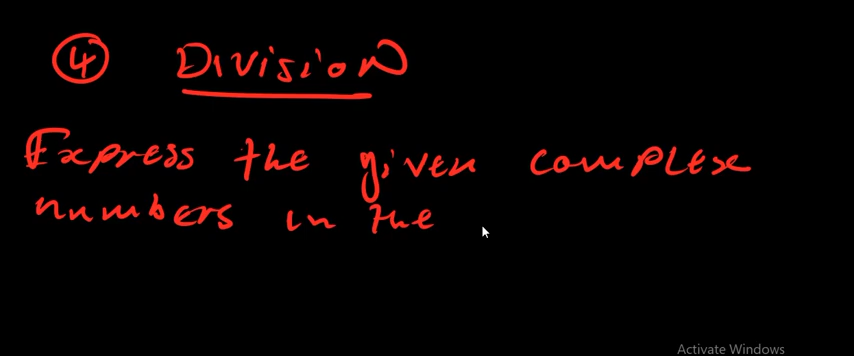 ④ Division
Express the given complex
numbers in the
Activate Windows